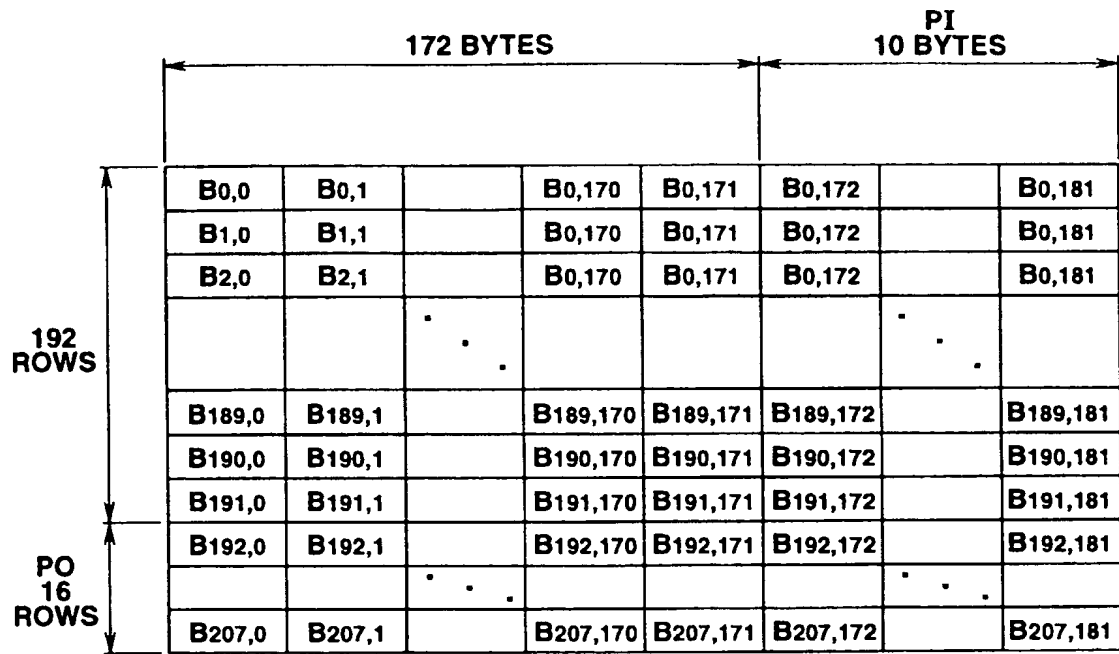 172 BYTES
PI
10 BYTES
B0,0 B0,1 B0,170 B0,171 B0,172 B0,181
B1,0 B1,1 B0,170 B0,171 B0,172 B0,181
B2,0 B2,1 B0,170 B0,171 B0,172 B0,181
192
ROWS
B189,0 B189,1 B189,170 B189,171 B189,172 B189,181
B190,0 B190,1 B190,170 B190,171 B190,172 B190,181
B191,0 B191,1 B191,170 B191,171 B191,172 B191,181
B192,0 B192,1 B192,170 B192,171 B192,172 B192,181
PO
16
ROWS
B207,0 B207,1 B207,170 B207,171 B207,172 B207,181